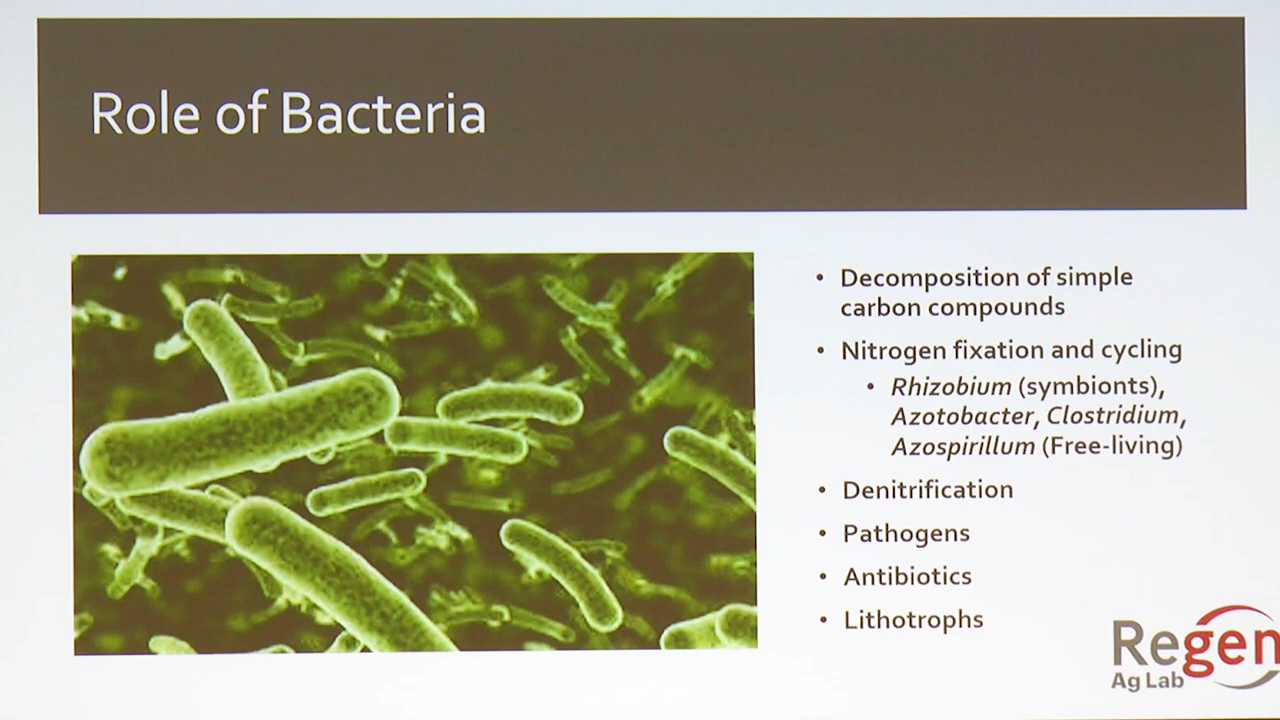 Role of Bacteria
• Decomposition of simple
carbon compounds
• Nitrogen fixation and cycling
• Rhizobium (symbionts),
Azotobacter, Clostridium,
Azospirillum (Free-living)
• Denitrification
• Pathogens
• Antibiotics
• Lithotrophs
Regen
Ag Lab